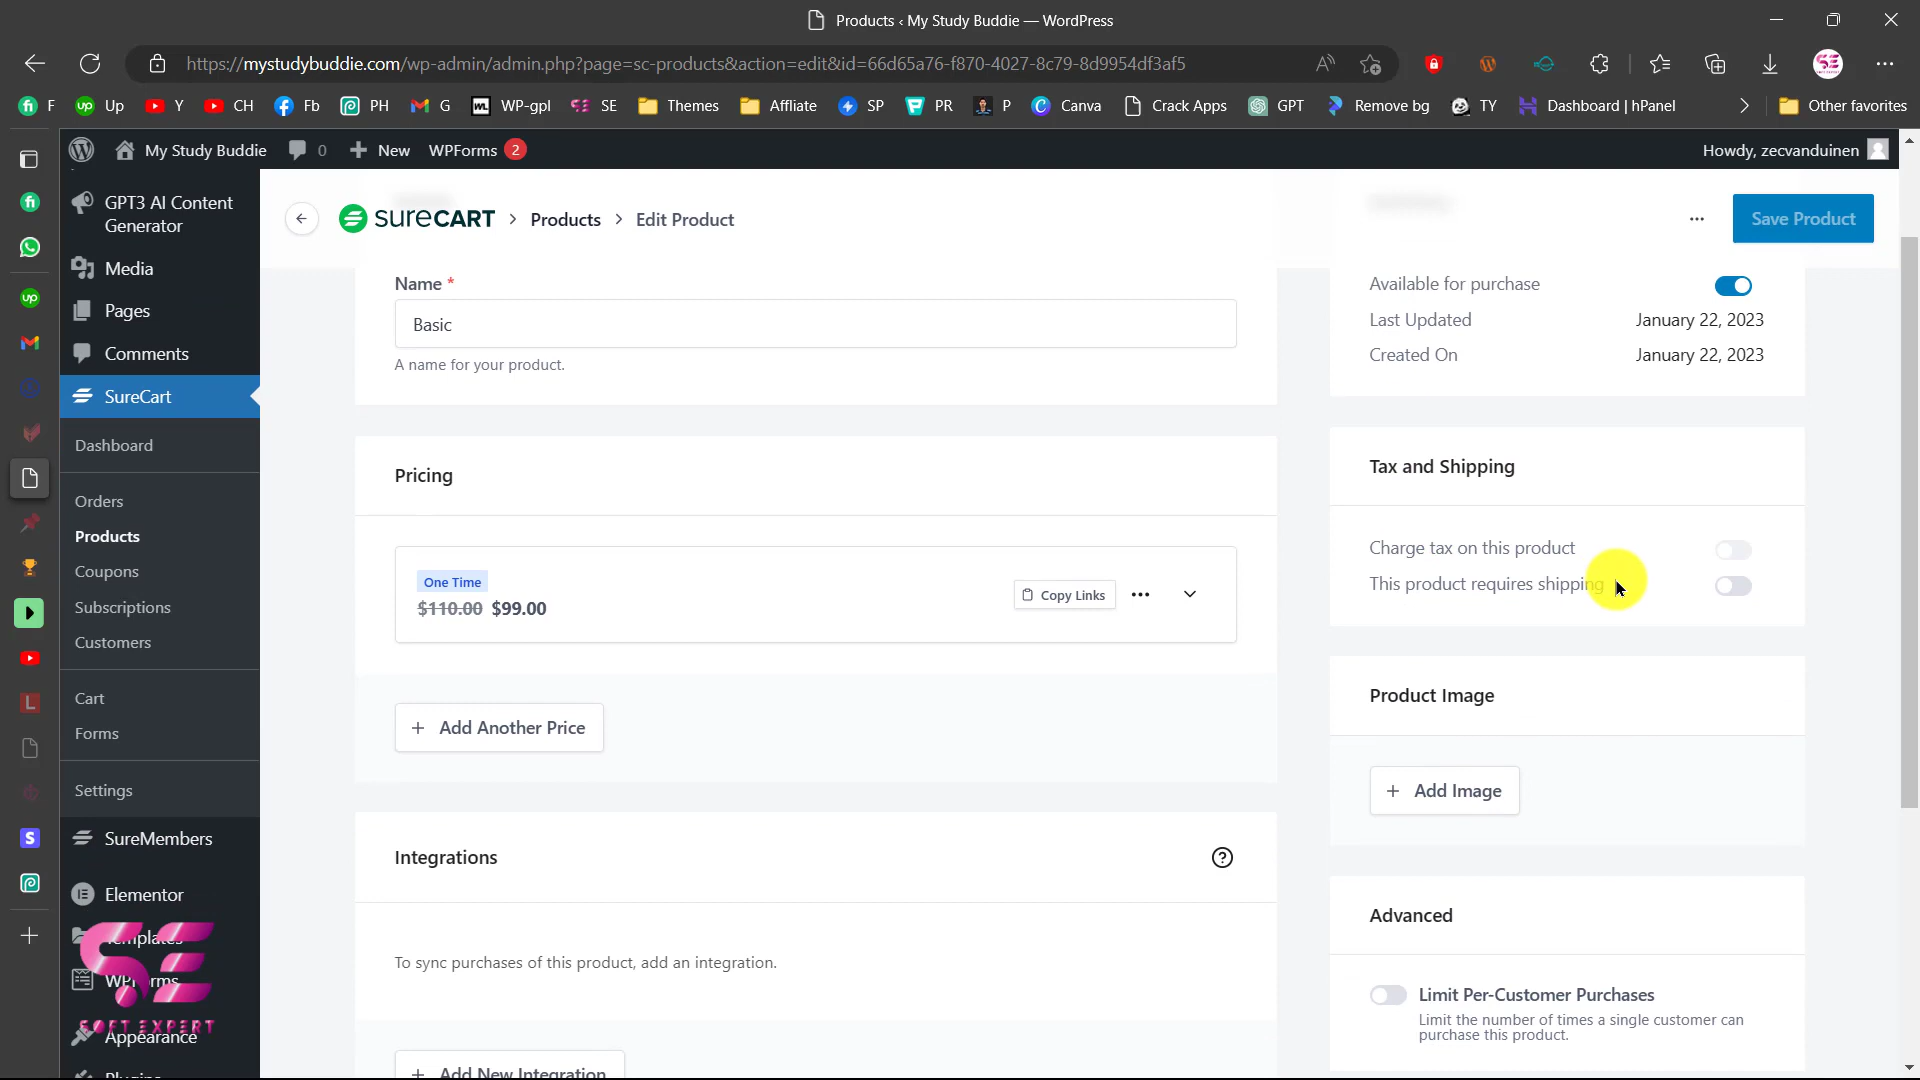 Products ‹ My Study Buddie — WordPress
https://mystudybuddie.com/wp-admin/admin.php?page=sc-products&action=edit&id=66d65a76-f870-4027-8c79-8d9954df3af5
F Up Y CH Fb PH G WP-gpl SE Themes Affliate SP PR P Canva Crack Apps GPT Remove bg TY Dashboard | hPanel Other favorites
My Study Buddie 0 New WPForms 2 Howdy, zecvanduinen
GPT3 AI Content
Generator
Media
Pages
Comments
SureCart
Dashboard
Orders
Products
Coupons
Subscriptions
Customers
Cart
Forms
Settings
SureMembers
Elementor
Templates
WPForms
SOFT EXPERT
Appearance
Plugins
SURECART Products Edit Product
Save Product
Name *
Basic
A name for your product.
Pricing
One Time
$110.00 $99.00
Copy Links
Add Another Price
Integrations
To sync purchases of this product, add an integration.
Add New Integration
Available for purchase
Last Updated January 22, 2023
Created On January 22, 2023
Tax and Shipping
Charge tax on this product
This product requires shipping
Product Image
Add Image
Advanced
Limit Per-Customer Purchases
Limit the number of times a single customer can
purchase this product.